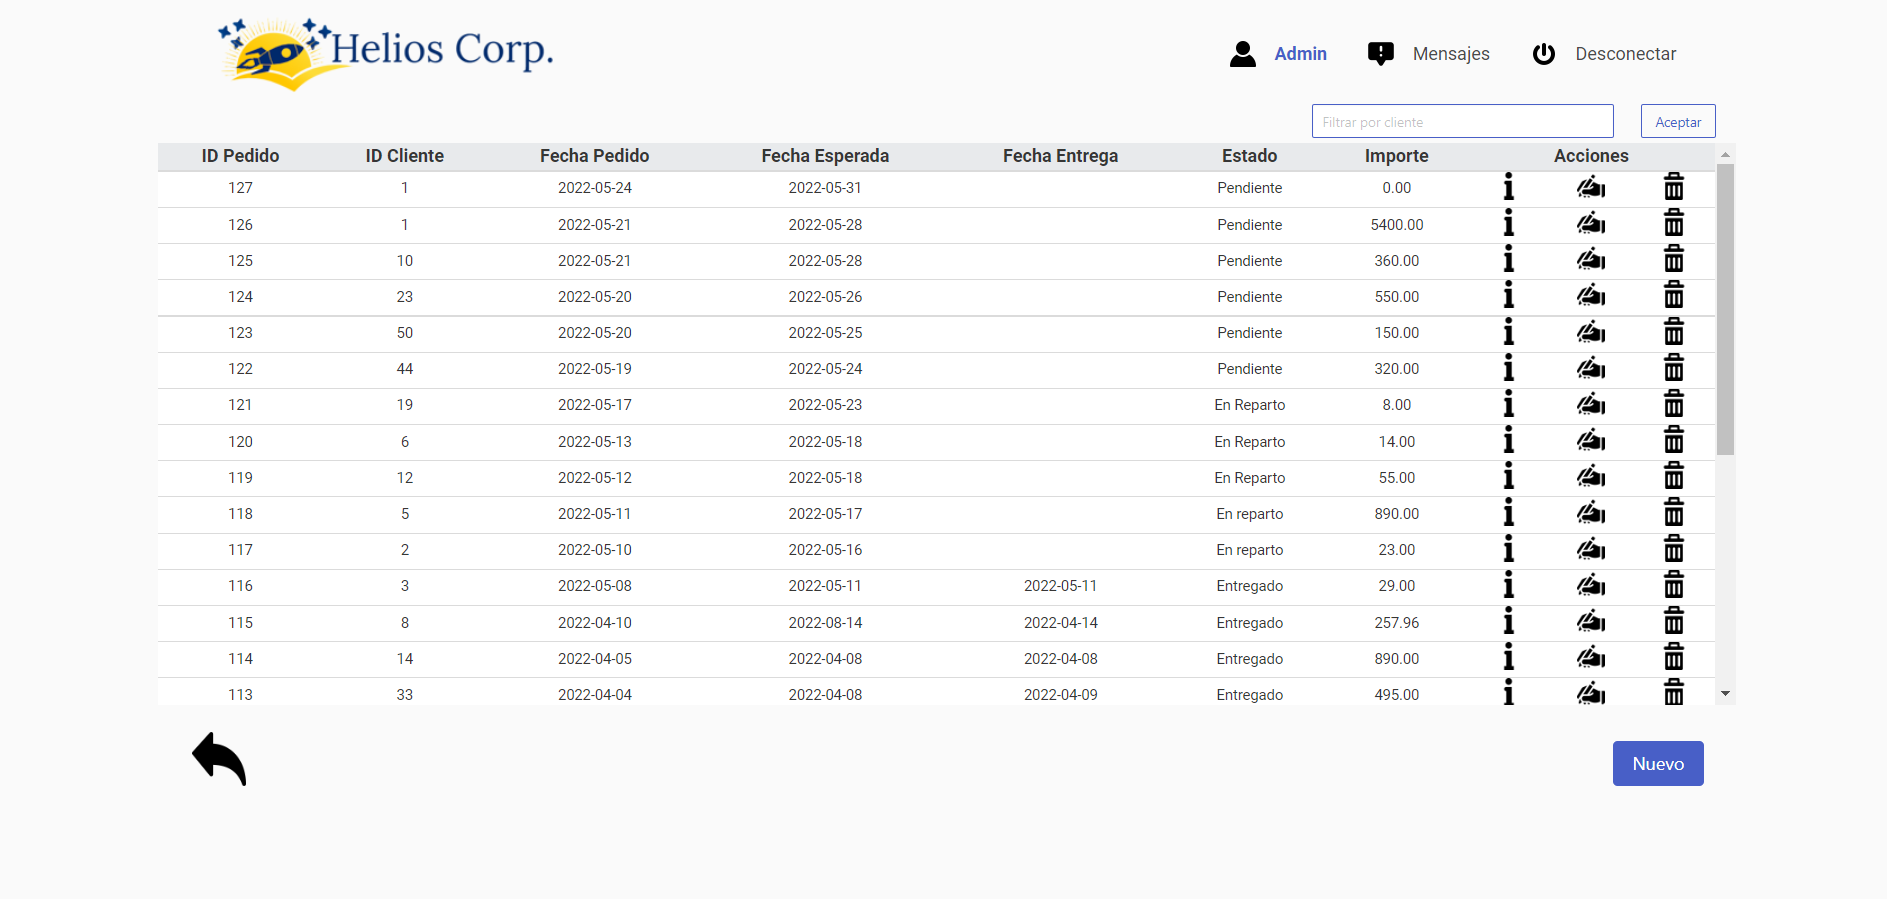 Helios Corp.
Admin Mensajes Desconectar
Filtrar por cliente Aceptar
ID Pedido ID Cliente Fecha Pedido Fecha Esperada Fecha Entrega Estado Importe Acciones
127 1 2022-05-24 2022-05-31 Pendiente 0.00
126 1 2022-05-21 2022-05-28 Pendiente 5400.00
125 10 2022-05-21 2022-05-28 Pendiente 360.00
124 23 2022-05-20 2022-05-26 Pendiente 550.00
123 50 2022-05-20 2022-05-25 Pendiente 150.00
122 44 2022-05-19 2022-05-24 Pendiente 320.00
121 19 2022-05-17 2022-05-23 En Reparto 8.00
120 6 2022-05-13 2022-05-18 En Reparto 14.00
119 12 2022-05-12 2022-05-18 En Reparto 55.00
118 5 2022-05-11 2022-05-17 En reparto 890.00
117 2 2022-05-10 2022-05-16 En reparto 23.00
116 3 2022-05-08 2022-05-11 2022-05-11 Entregado 29.00
115 8 2022-04-10 2022-08-14 2022-04-14 Entregado 257.96
114 14 2022-04-05 2022-04-08 2022-04-08 Entregado 890.00
113 33 2022-04-04 2022-04-08 2022-04-09 Entregado 495.00
Nuevo